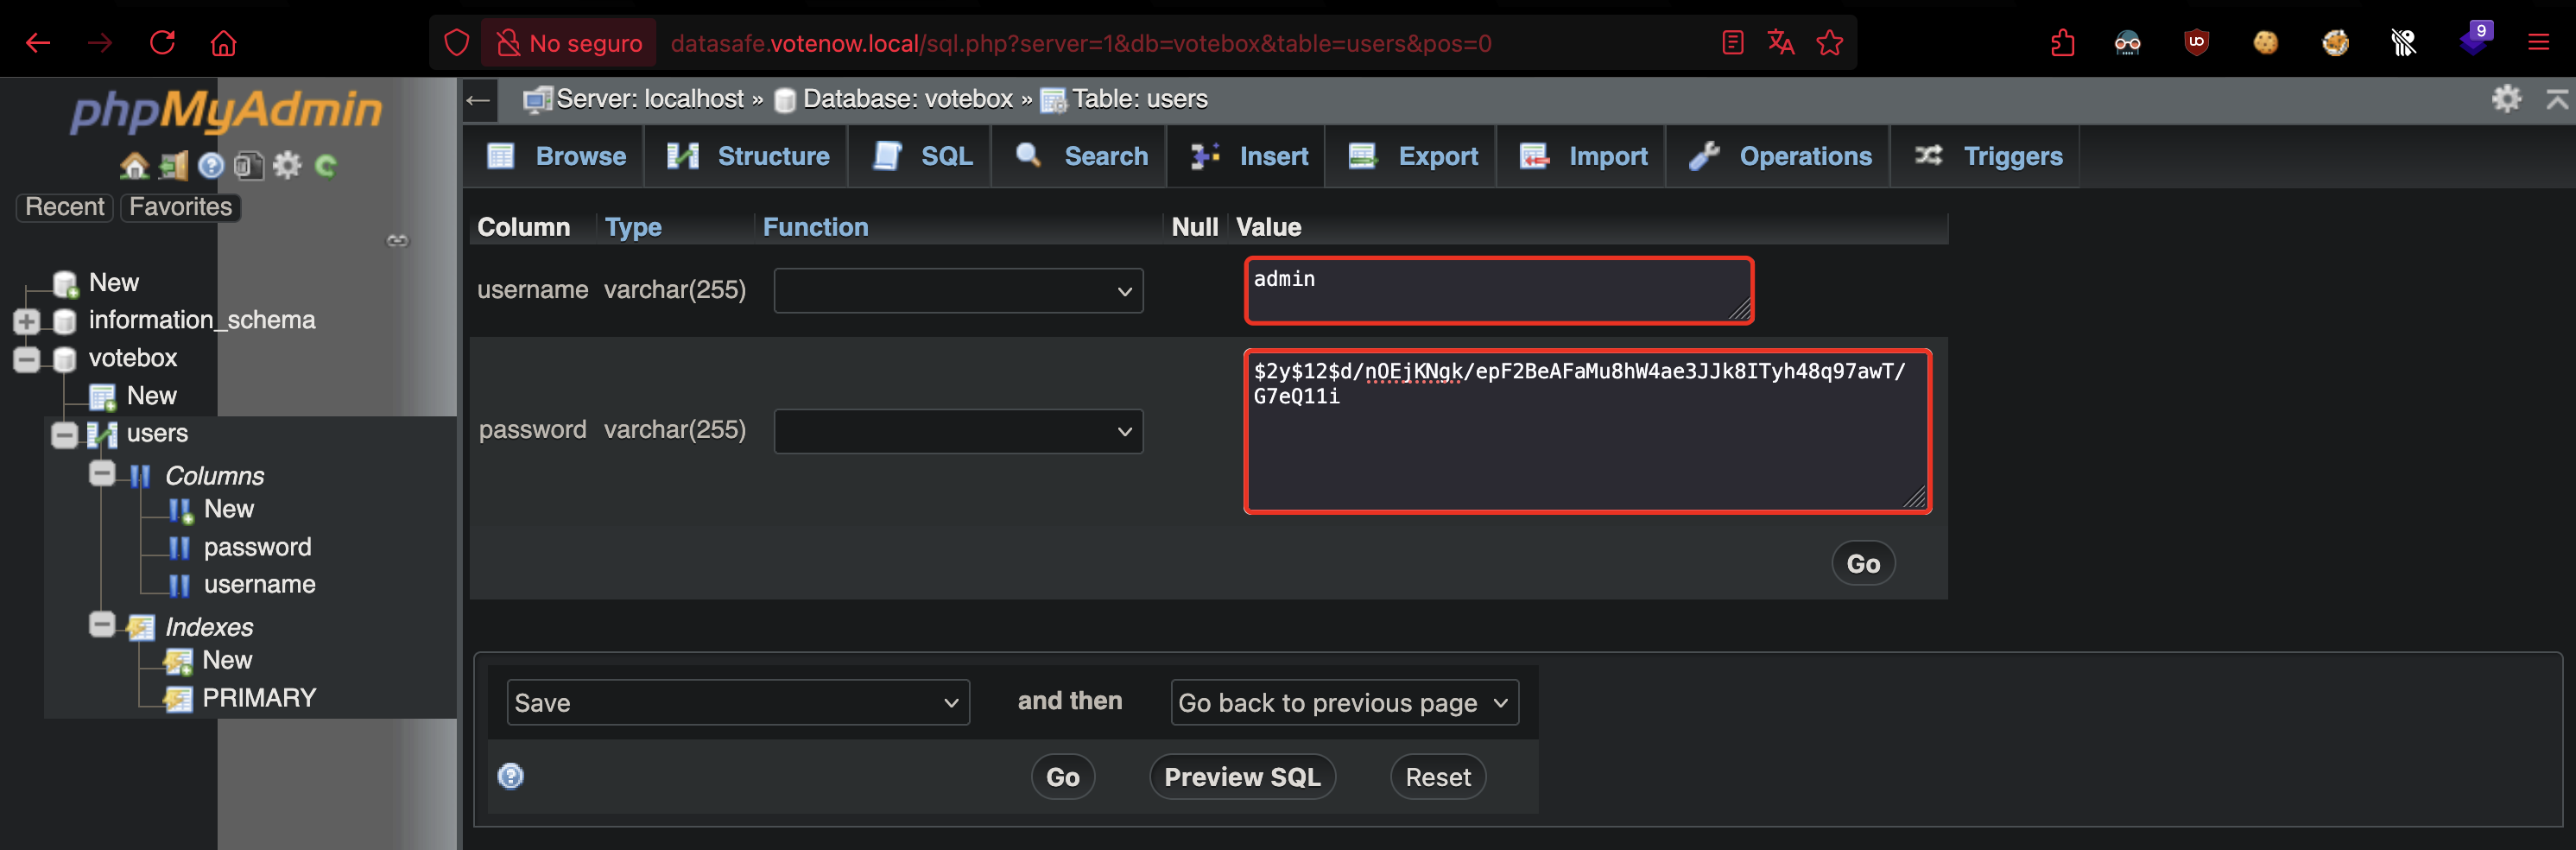 No seguro datasafe.votenow.local/sql.php?server=1&db=votebox&table=users&pos=0
9
phpMyAdmin
Recent Favorites
New
information_schema
votebox
New
users
Columns
New
password
username
Indexes
New
PRIMARY
Server: localhost » Database: votebox » Table: users
Browse Structure SQL Search Insert Export Import Operations Triggers
Column Type Function Null Value
username varchar(255) admin
password varchar(255) $2y$12$d/nOEjKNgk/epF2BeAFaMu8hW4ae3JJk8ITyh48q97awT/
G7eQ11i
Go
Save and then Go back to previous page
Go Preview SQL Reset